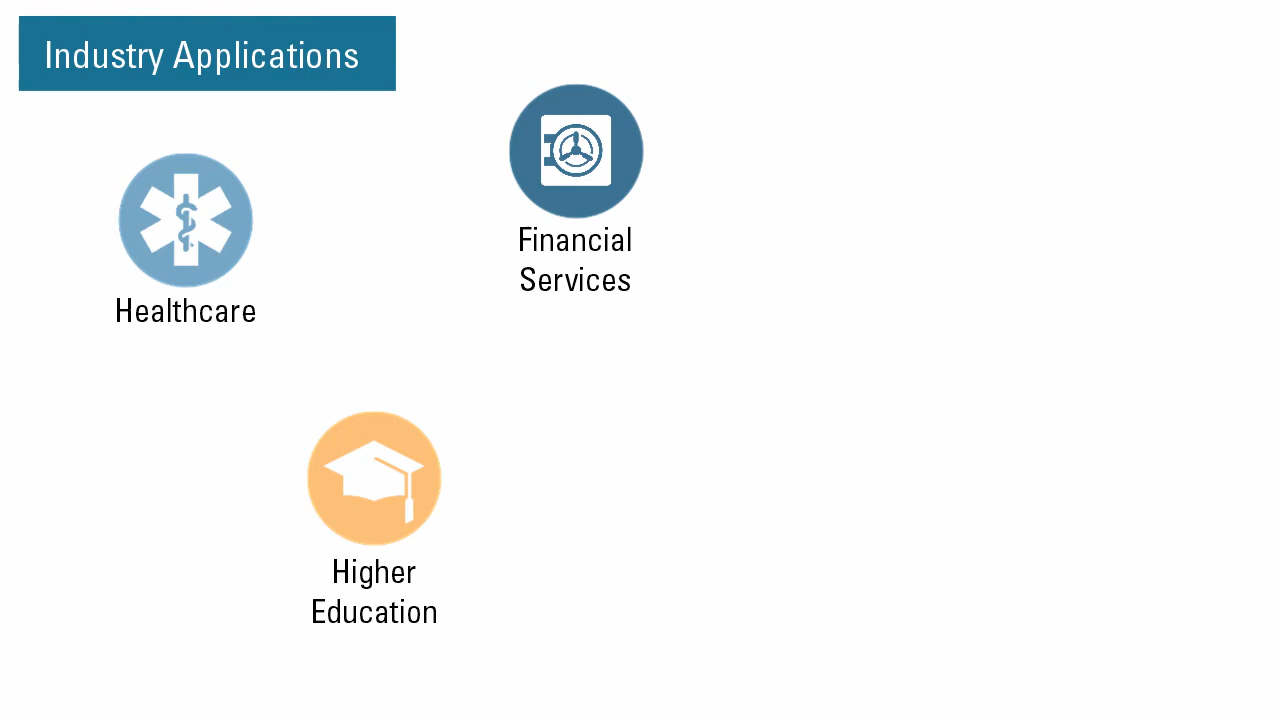 Industry Applications
Healthcare
Financial
Services
Higher
Education